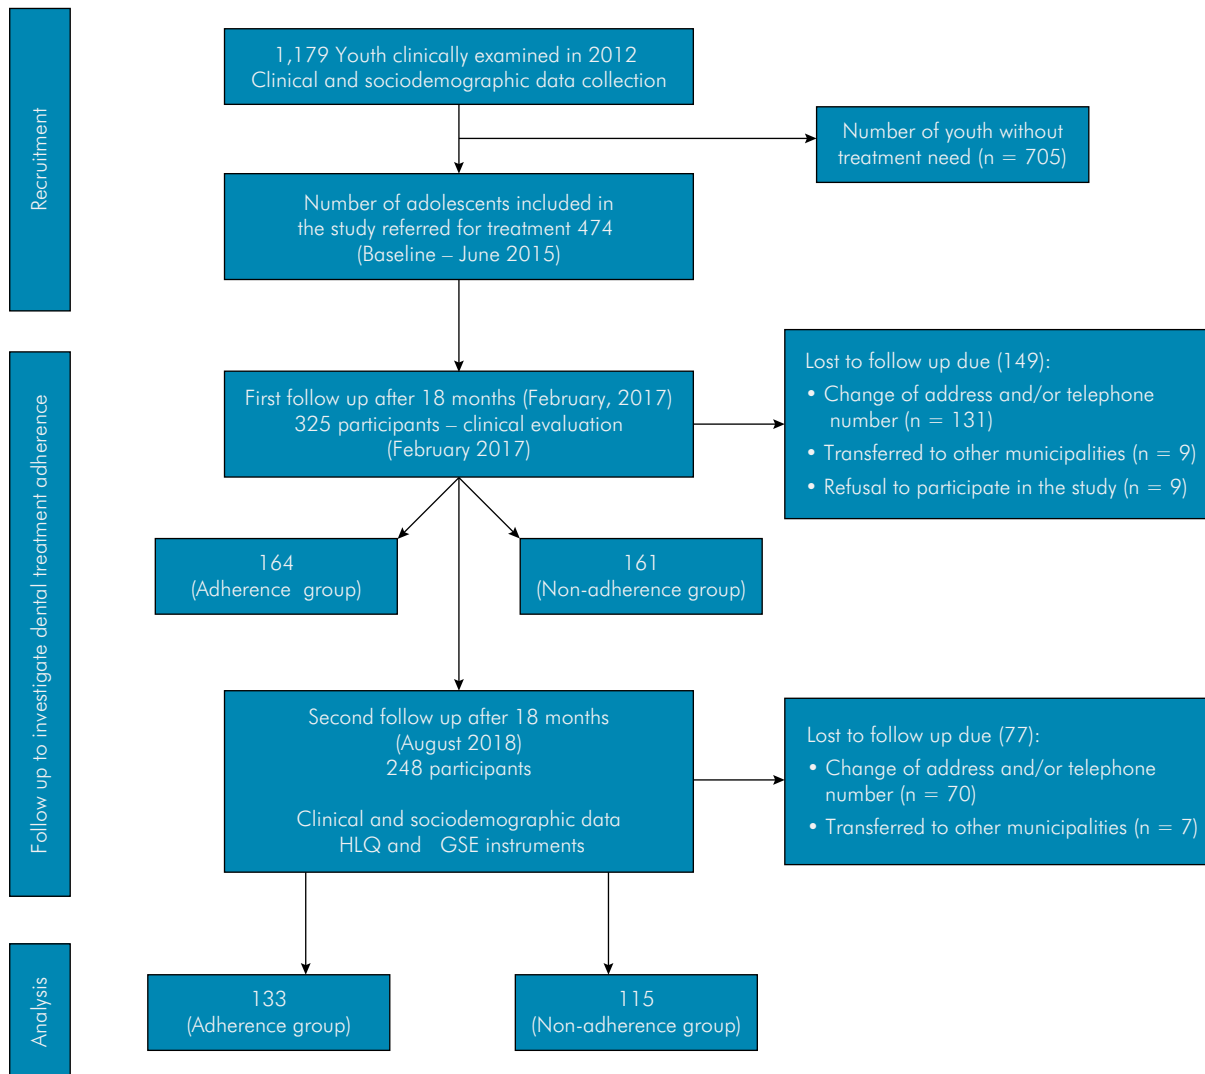 Recruitment
1,179 Youth clinically examined in 2012
Clinical and sociodemographic data collection
Number of youth without
treatment need (n = 705)
Number of adolescents included in
the study referred for treatment 474
(Baseline – June 2015)
Follow up to investigate dental treatment adherence
First follow up after 18 months (February, 2017)
325 participants – clinical evaluation
(February 2017)
Lost to follow up due (149):
• Change of address and/or telephone
number (n = 131)
• Transferred to other municipalities (n = 9)
• Refusal to participate in the study (n = 9)
164
(Adherence group)
161
(Non-adherence group)
Second follow up after 18 months
(August 2018)
248 participants
Clinical and sociodemographic data
HLQ and GSE instruments
Lost to follow up due (77):
• Change of address and/or telephone
number (n = 70)
• Transferred to other municipalities (n = 7)
Analysis
133
(Adherence group)
115
(Non-adherence group)